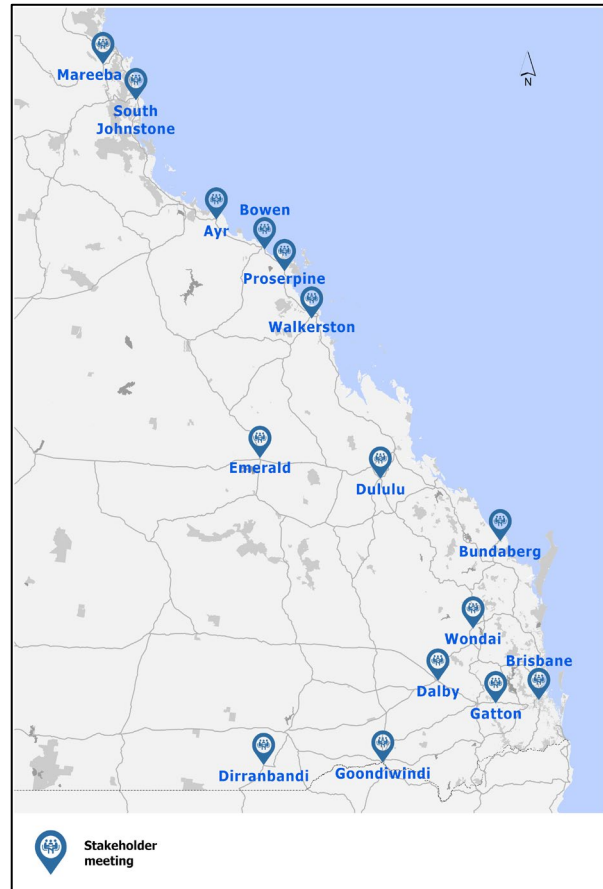 Mareeba
South
Johnstone
N
Bowen
Ayr
Proserpine
Walkerston
Emerald
Dululu
Bundaberg
Wondai
Brisbane
Dalby
Gatton
Dirranbandi
Goondiwindi
Stakeholder
meeting